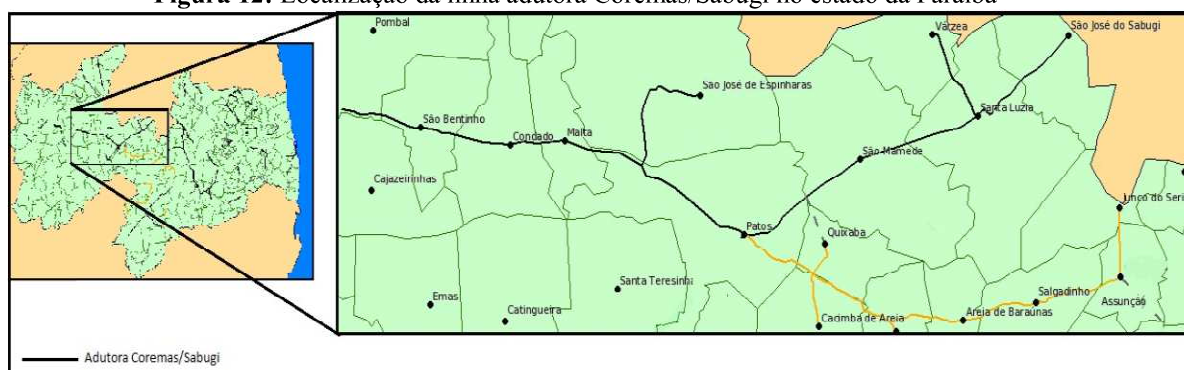 Figura 12: Localização da linha adutora Coremas/Sabugi no estado da Paraíba
Pombal
Várzea
São José do Sabugi
São José de Espinharas
Santa Luzia
São Bentinho
Condado
Malta
São Mamede
Cajazeirinhas
Junco do Seri
Patos
Quixaba
Santa Teresinha
Emas
Catingueira
Salgadinho
Assunção
Cacimba de Areia
Areia de Baraúnas
Adutora Coremas/Sabugi